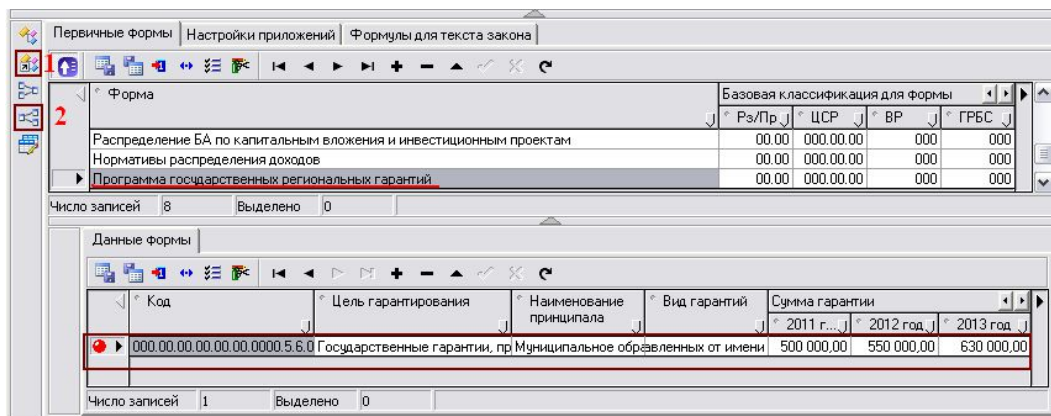 Первичные формы Настройки приложений Формулы для текста закона
1
2
Форма Базовая классификация для формы
Рз/Пр ЦСР ВР ГРБС
Распределение БА по капитальным вложения и инвестиционным проектам 00.00 000.00.00 000 000
Нормативы распределения доходов 00.00 000.00.00 000 000
Программа государственных региональных гарантий 00.00 000.00.00 000 000
Число записей 8 Выделено 0
Данные формы
Код Цель гарантирования Наименование принципала Вид гарантий Сумма гарантии
2011 г... 2012 год 2013 год
000.00.00.00.00.00.0000.5.6.0 Государственные гарантии, пр Муниципальное обра вленных от имени 500 000,00 550 000,00 630 000,00
Число записей 1 Выделено 0